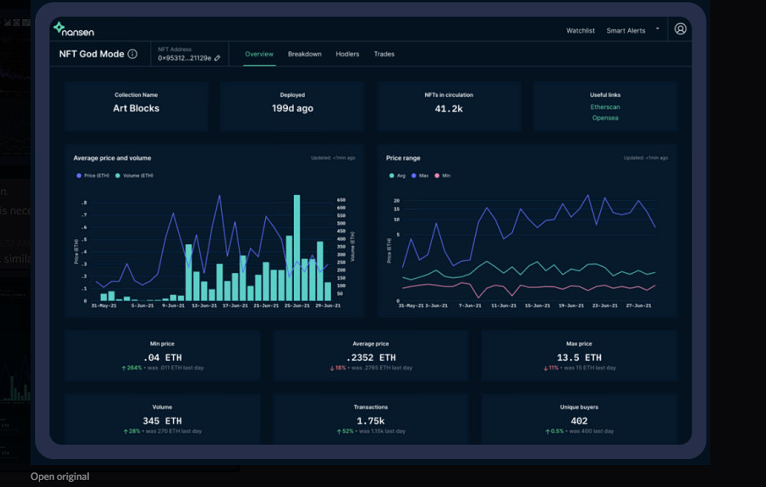 nansen
Watchlist
Smart Alerts
NFT God Mode
NFT Address
0×95312...21129e
Overview
Breakdown
Hodlers
Trades
Collection Name
Art Blocks
Deployed
199d ago
NFTs in circulation
41.2k
Useful links
Etherscan
Opensea
Average price and volume
Updated: <1min ago
Price (ETH)
Volume (ETH)
.8
.7
.6
.5
.4
.3
.2
.1
0
Price (ETH)
650
600
550
500
450
400
350
300
250
200
150
100
50
Volume (ETH)
31-May-21 5-Jun-21 9-Jun-21 13-Jun-21 17-Jun-21 21-Jun-21 25-Jun-21 29-Jun-21
Price range
Updated: <1min ago
Avg
Max
Min
20
15
10
5
0
Price (ETH)
31-May-21 3-Jun-21 7-Jun-21 11-Jun-21 15-Jun-21 19-Jun-21 23-Jun-21 27-Jun-21
Min price
.04 ETH
↑ 264% • was .011 ETH last day
Average price
.2352 ETH
↓ 16% • was .2785 ETH last day
Max price
13.5 ETH
↓ 11% • was 15 ETH last day
Volume
345 ETH
↑ 28% • was 270 ETH last day
Transactions
1.75k
↑ 52% • was 1.15k last day
Unique buyers
402
↑ 0.5% • was 400 last day
Open original